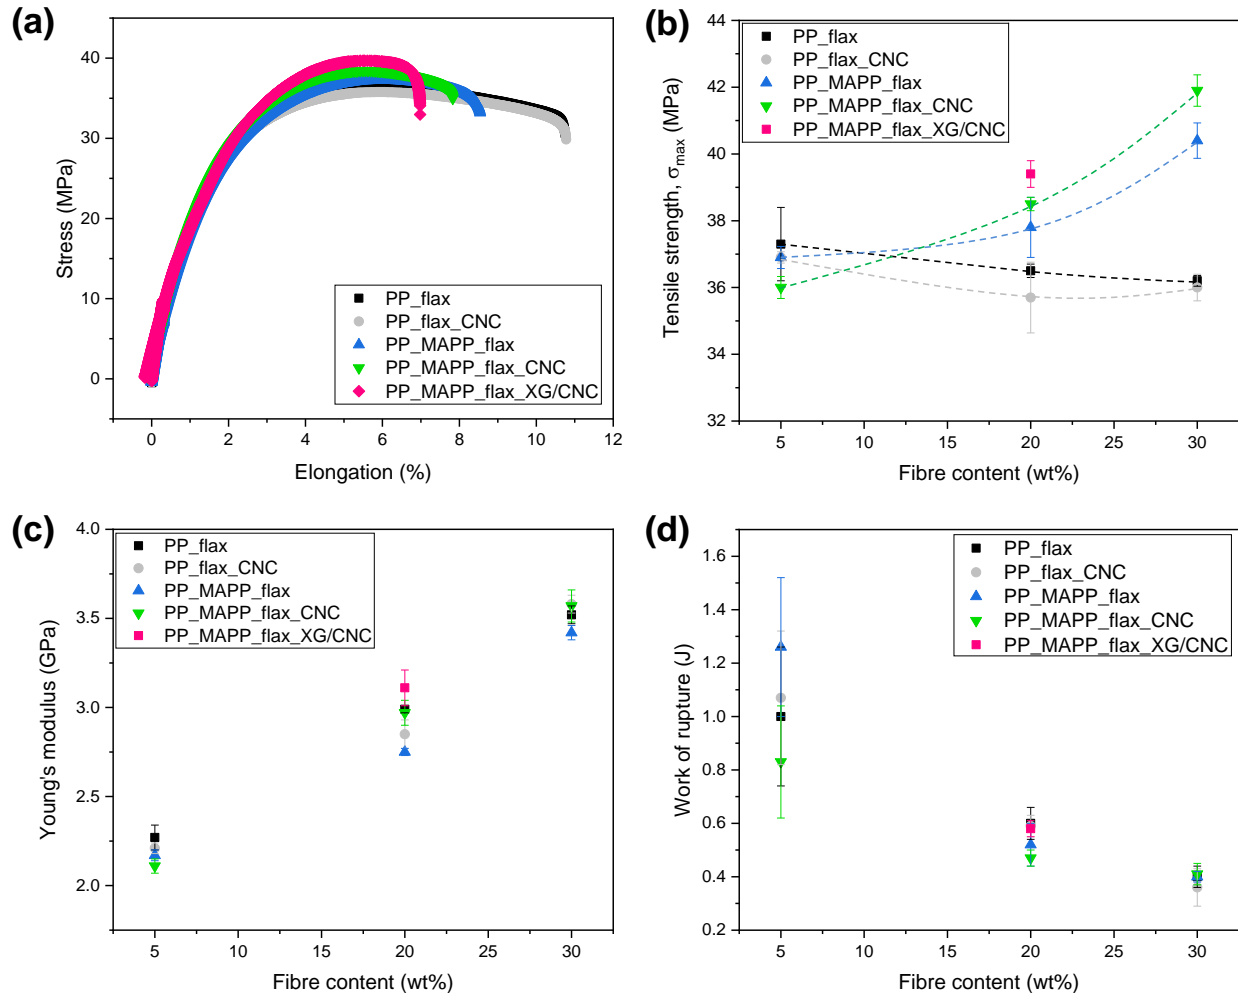 (a)
40
30
20
10
0
0
2
4
6
8
10
12
Stress (MPa)
Elongation (%)
PP_flax
PP_flax_CNC
PP_MAPP_flax
PP_MAPP_flax_CNC
PP_MAPP_flax_XG/CNC
(b)
44
42
40
38
36
34
32
5
10
15
20
25
30
Tensile strength, σmax (MPa)
Fibre content (wt%)
PP_flax
PP_flax_CNC
PP_MAPP_flax
PP_MAPP_flax_CNC
PP_MAPP_flax_XG/CNC
(c)
4.0
3.5
3.0
2.5
2.0
5
10
15
20
25
30
Young's modulus (GPa)
Fibre content (wt%)
PP_flax
PP_flax_CNC
PP_MAPP_flax
PP_MAPP_flax_CNC
PP_MAPP_flax_XG/CNC
(d)
1.6
1.4
1.2
1.0
0.8
0.6
0.4
0.2
5
10
15
20
25
30
Work of rupture (J)
Fibre content (wt%)
PP_flax
PP_flax_CNC
PP_MAPP_flax
PP_MAPP_flax_CNC
PP_MAPP_flax_XG/CNC